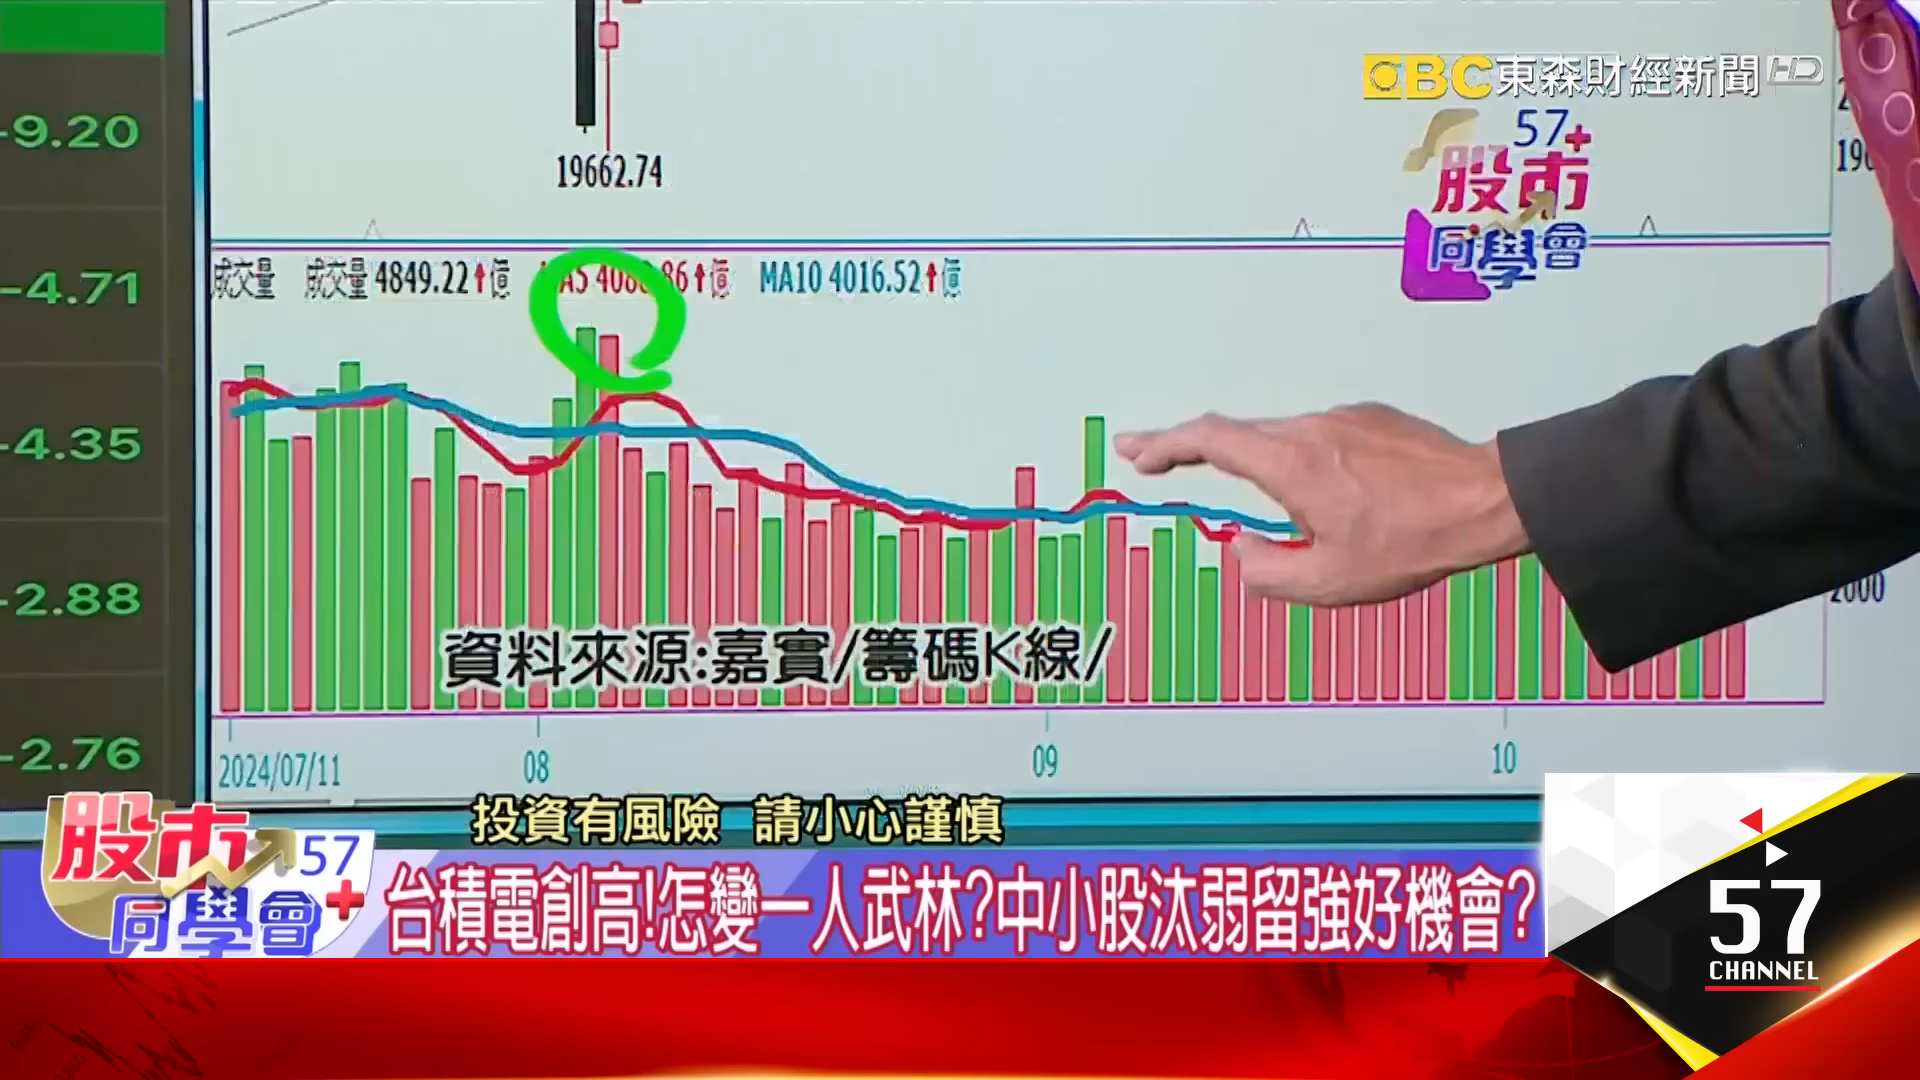 -9.20
-4.71
-4.35
-2.88
-2.76
EBC東森財經新聞HD
57+
股市
同學會
19662.74
成交量 成交量 4849.22↑億 MA10 4016.52↑億
2000
資料來源:嘉實/籌碼K線/
2024/07/11 08 09 10
投資有風險 請小心謹慎
股市 57+
同學會
台積電創高!怎變一人武林?中小股汰弱留強好機會?
57
CHANNEL